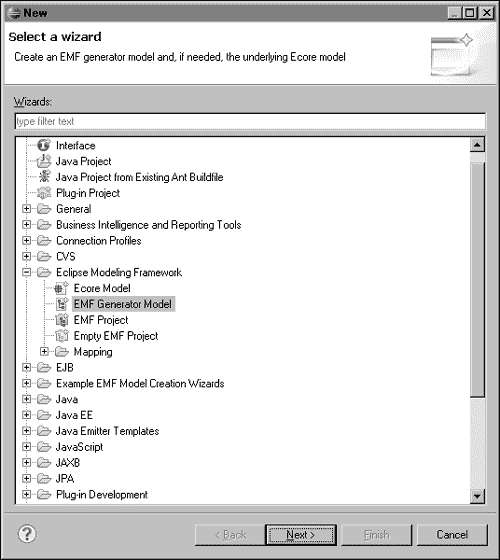 New
Select a wizard
Create an EMF generator model and, if needed, the underlying Ecore model
Wizards:
type filter text
Interface
Java Project
Java Project from Existing Ant Buildfile
Plug-in Project
General
Business Intelligence and Reporting Tools
Connection Profiles
CVS
Eclipse Modeling Framework
Ecore Model
EMF Generator Model
EMF Project
Empty EMF Project
Mapping
EJB
Example EMF Model Creation Wizards
Java
Java EE
Java Emitter Templates
JavaScript
JAXB
JPA
Plug-in Development
? < Back Next > Finish Cancel